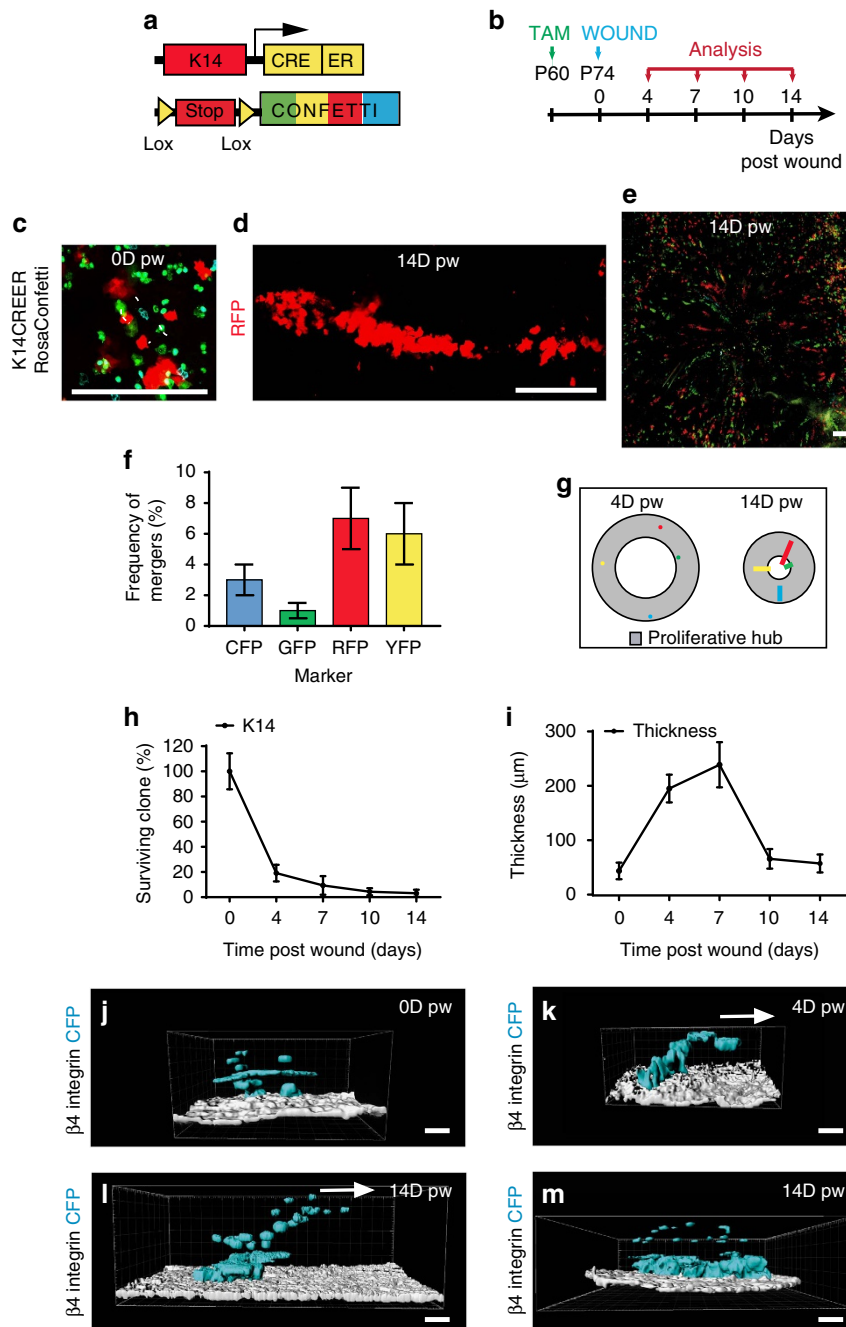 a
K14
CRE
ER
Stop
CONFETTI
Lox
Lox
b
TAM
WOUND
Analysis
P60
P74
0
4
7
10
14
Days
post wound
c
0D pw
K14CREER
RosaConfetti
d
14D pw
RFP
e
14D pw
f
10
8
6
4
2
0
Frequency of
mergers (%)
CFP
GFP
RFP
YFP
Marker
g
4D pw
14D pw
Proliferative hub
h
K14
120
100
80
60
40
20
0
Surviving clone (%)
0
4
7
10
14
Time post wound (days)
i
Thickness
300
200
100
0
Thickness (μm)
0
4
7
10
14
Time post wound (days)
j
0D pw
β4 integrin CFP
k
4D pw
β4 integrin CFP
l
14D pw
β4 integrin CFP
m
14D pw
β4 integrin CFP